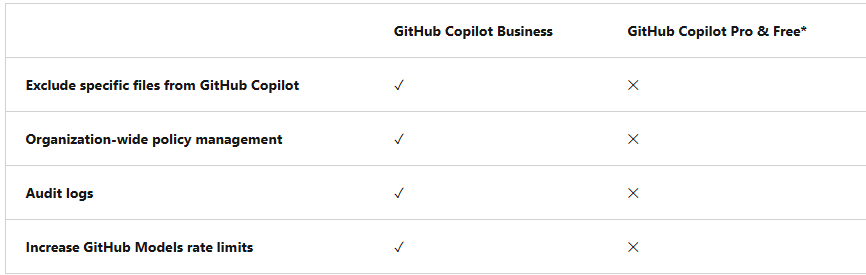 GitHub Copilot Business GitHub Copilot Pro & Free*
Exclude specific files from GitHub Copilot ✓ ✕
Organization-wide policy management ✓ ✕
Audit logs ✓ ✕
Increase GitHub Models rate limits ✓ ✕